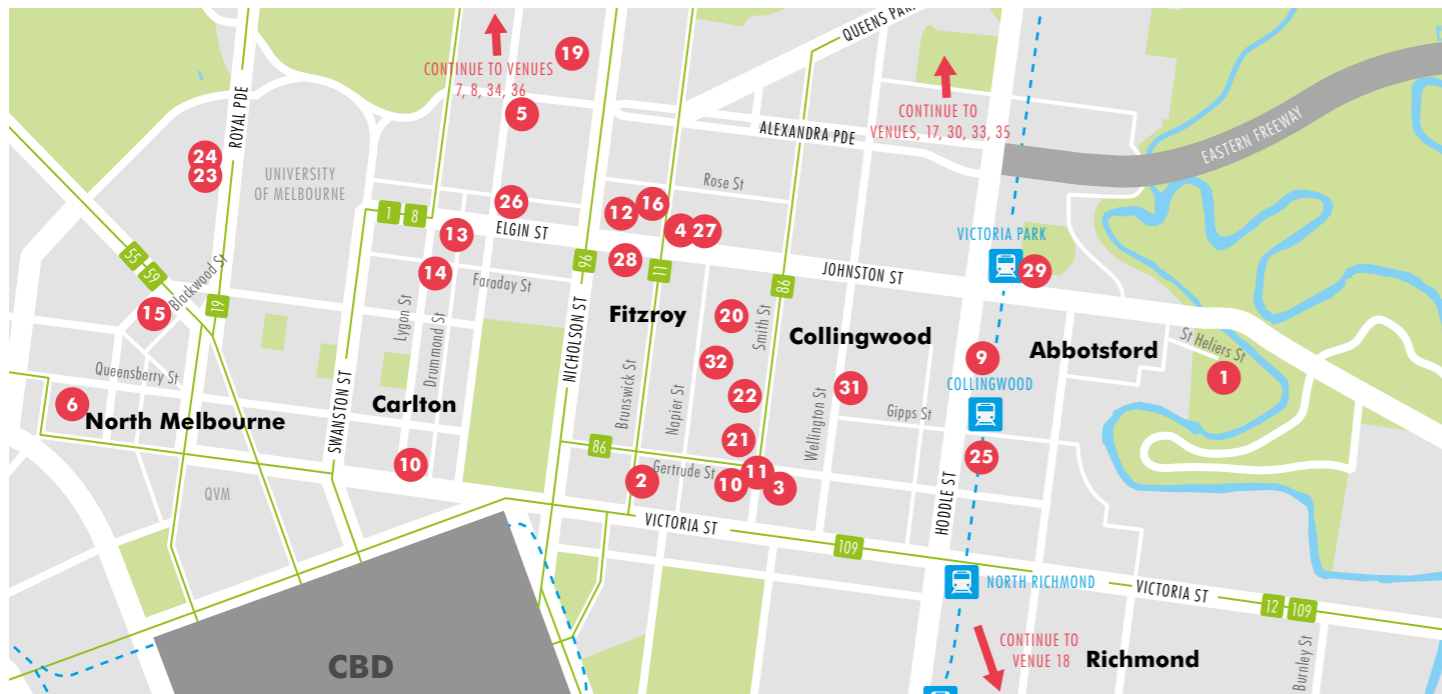 QUEENS PA
CONTINUE TO VENUES
7, 8, 34, 36
19
5
ROYAL PDE
CONTINUE TO
VENUES, 17, 30, 33, 35
ALEXANDRA PDE
EASTERN FREEWAY
24
23
UNIVERSITY
OF MELBOURNE
Rose St
1
8
26
12
16
13
ELGIN ST
4
27
VICTORIA PARK
55
59
Blackwood St
14
Faraday St
96
28
11
JOHNSTON ST
29
15
19
Lygon St
Drummond St
NICHOLSON ST
Fitzroy
20
Smith St
86
Collingwood
Abbotsford
St Heliers St
1
Queensberry St
6
North Melbourne
SWANSTON ST
Carlton
Brunswick St
32
Napier St
22
31
Wellington St
9
COLLINGWOOD
Gipps St
10
86
21
Gertrude St
2
10
11
3
25
HODDLE ST
QVM
VICTORIA ST
109
NORTH RICHMOND
VICTORIA ST
12
109
CBD
CONTINUE TO
VENUE 18
Richmond
Burnley St